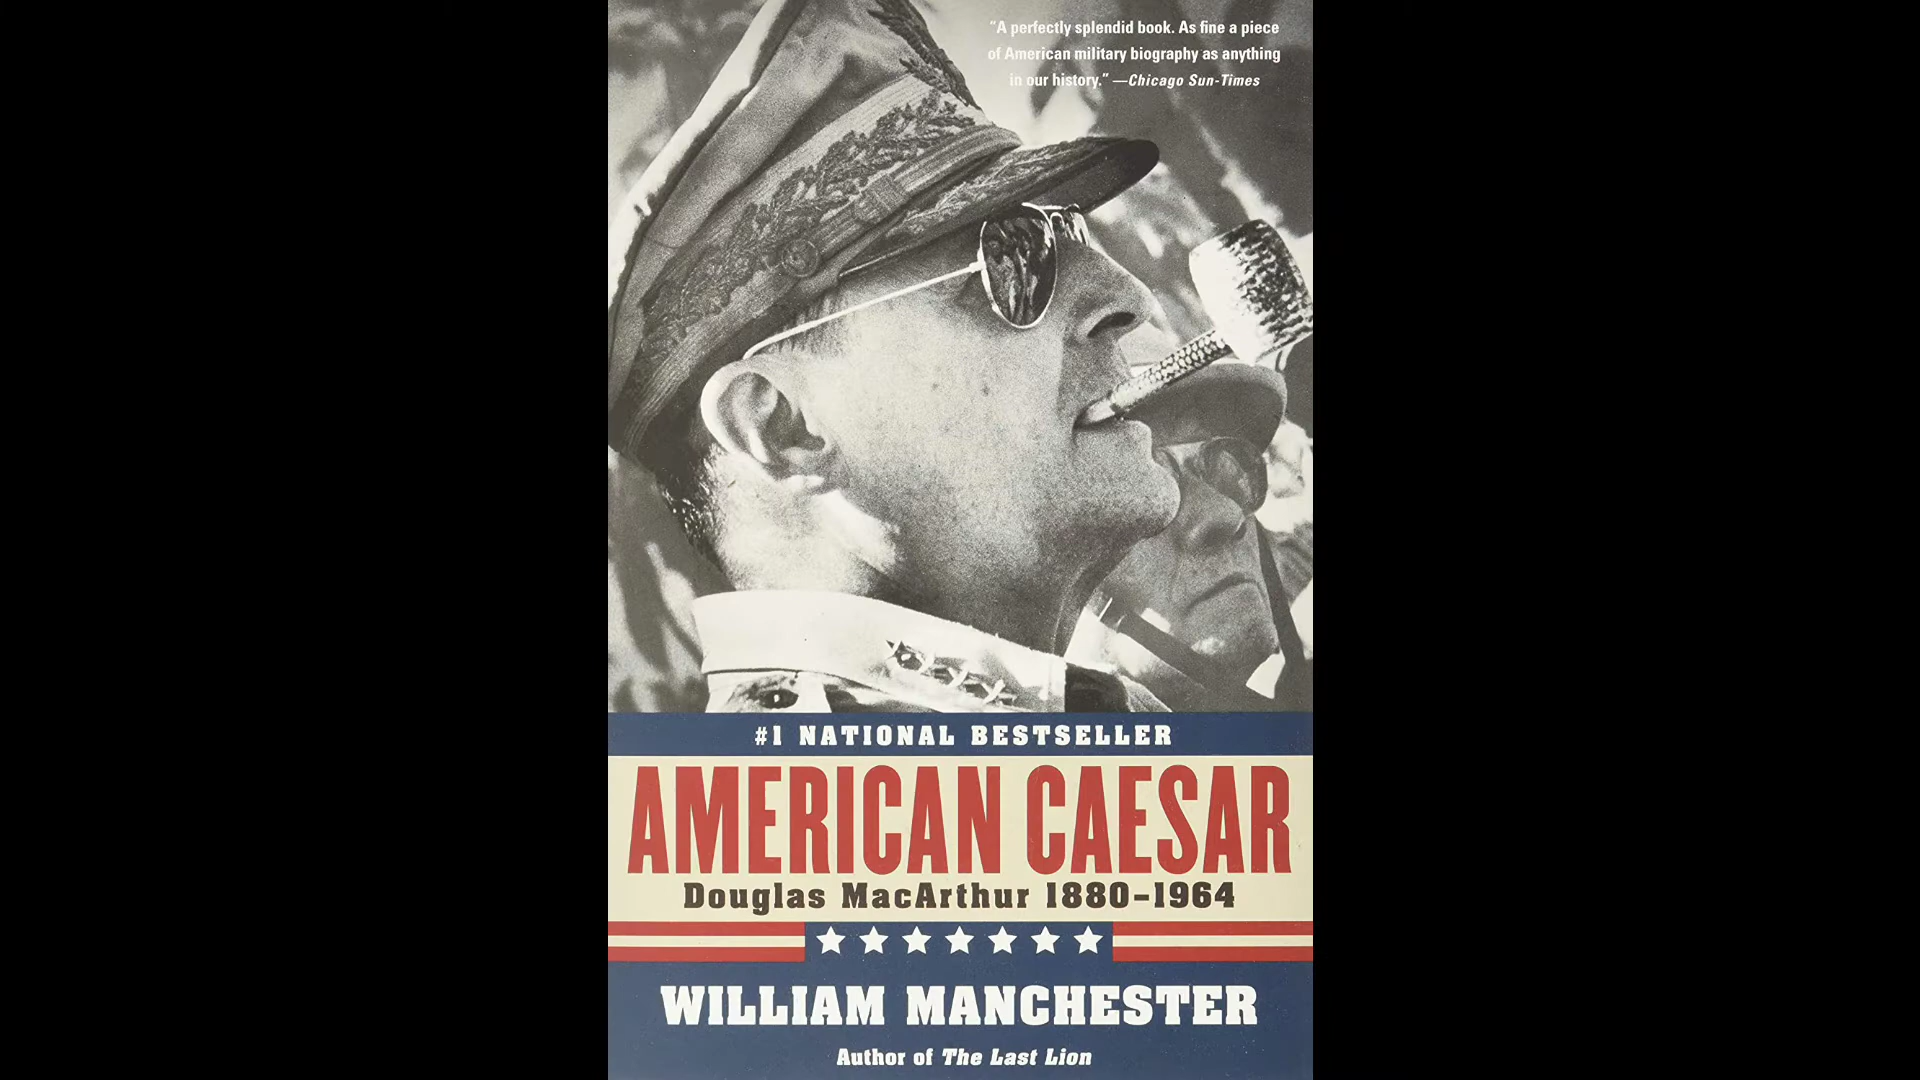 "A perfectly splendid book. As fine a piece
of American military biography as anything
in our history." —Chicago Sun-Times
#1 NATIONAL BESTSELLER
AMERICAN CAESAR
Douglas MacArthur 1880–1964
WILLIAM MANCHESTER
Author of The Last Lion